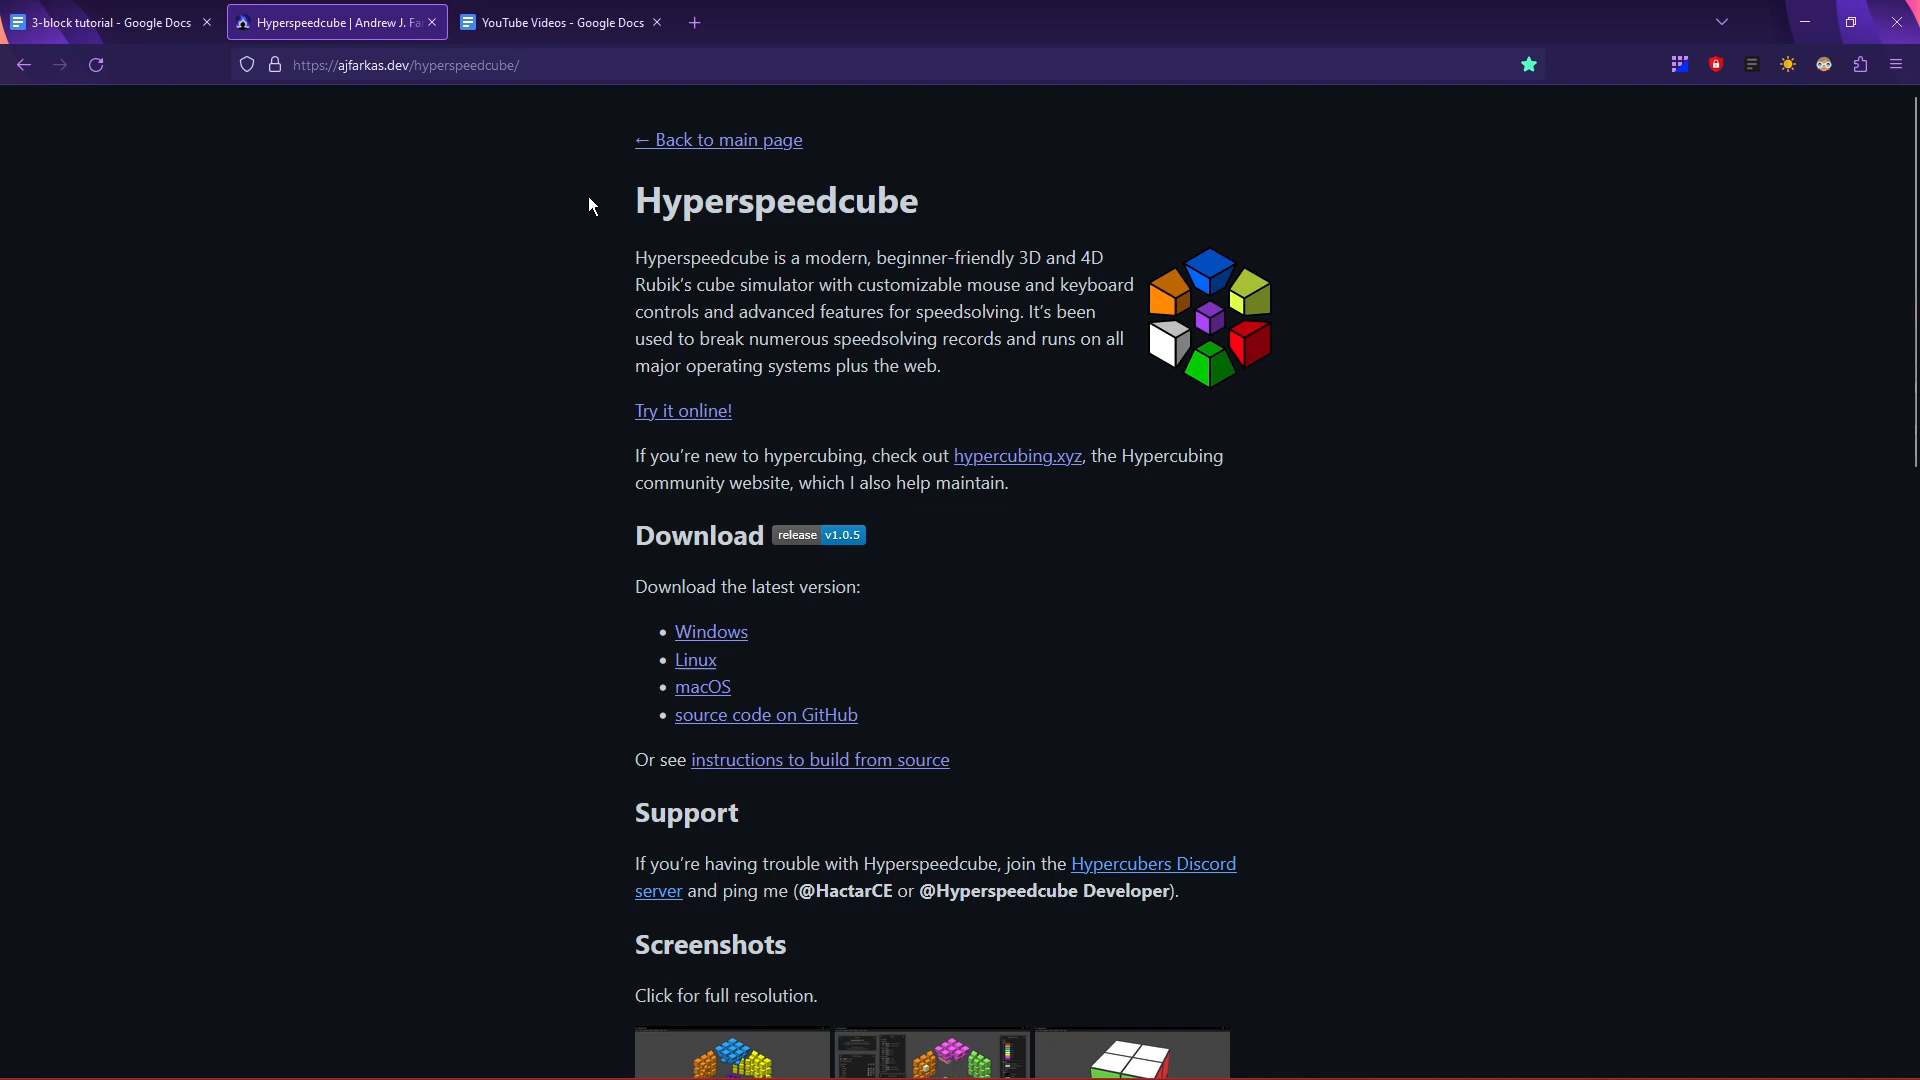 3-block tutorial - Google Docs
Hyperspeedcube | Andrew J. Fa
YouTube Videos - Google Docs
https://ajfarkas.dev/hyperspeedcube/
← Back to main page
Hyperspeedcube
Hyperspeedcube is a modern, beginner-friendly 3D and 4D
Rubik's cube simulator with customizable mouse and keyboard
controls and advanced features for speedsolving. It's been
used to break numerous speedsolving records and runs on all
major operating systems plus the web.
Try it online!
If you're new to hypercubing, check out hypercubing.xyz, the Hypercubing
community website, which I also help maintain.
Download release v1.0.5
Download the latest version:
• Windows
• Linux
• macOS
• source code on GitHub
Or see instructions to build from source
Support
If you're having trouble with Hyperspeedcube, join the Hypercubers Discord
server and ping me (@HactarCE or @Hyperspeedcube Developer).
Screenshots
Click for full resolution.